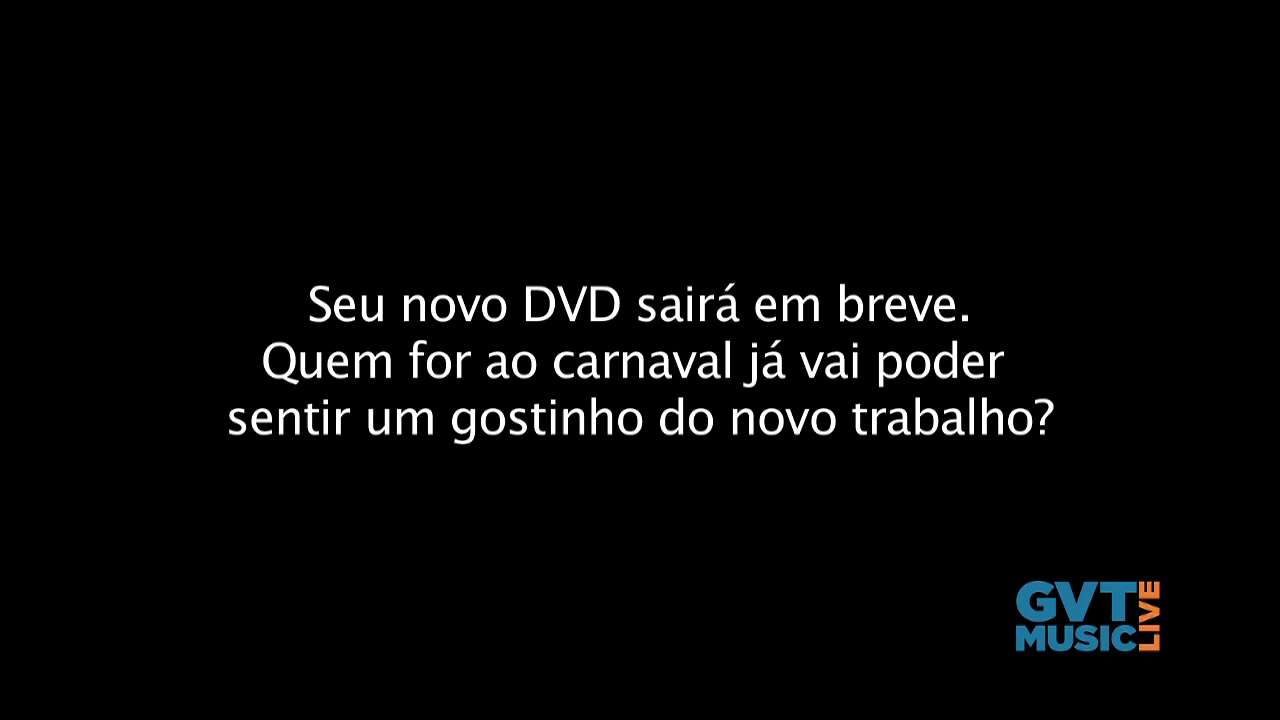 Seu novo DVD sairá em breve.
Quem for ao carnaval já vai poder
sentir um gostinho do novo trabalho?
GVT
MUSIC
LIVE